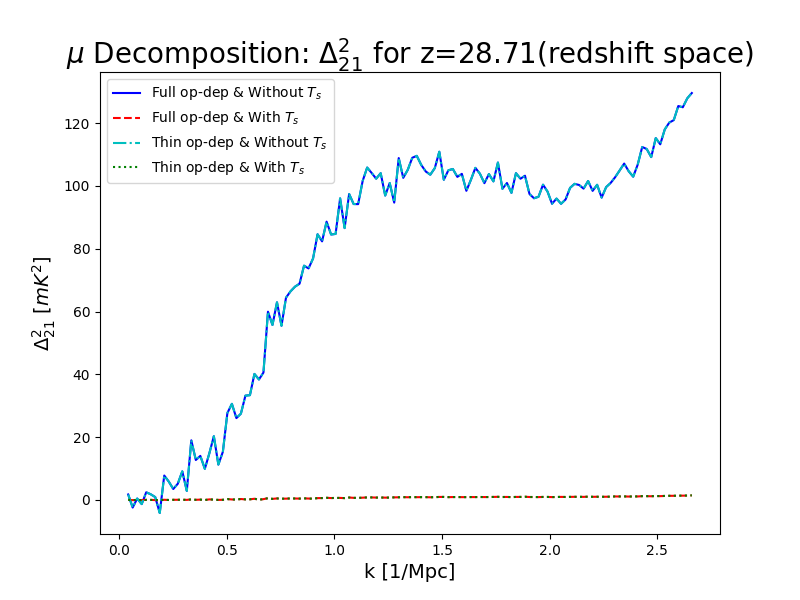 μ Decomposition: Δ²₂₁ for z=28.71(redshift space)
Full op-dep & Without Tₛ
Full op-dep & With Tₛ
Thin op-dep & Without Tₛ
Thin op-dep & With Tₛ
Δ²₂₁ [mK²]
120
100
80
60
40
20
0
0.0 0.5 1.0 1.5 2.0 2.5
k [1/Mpc]